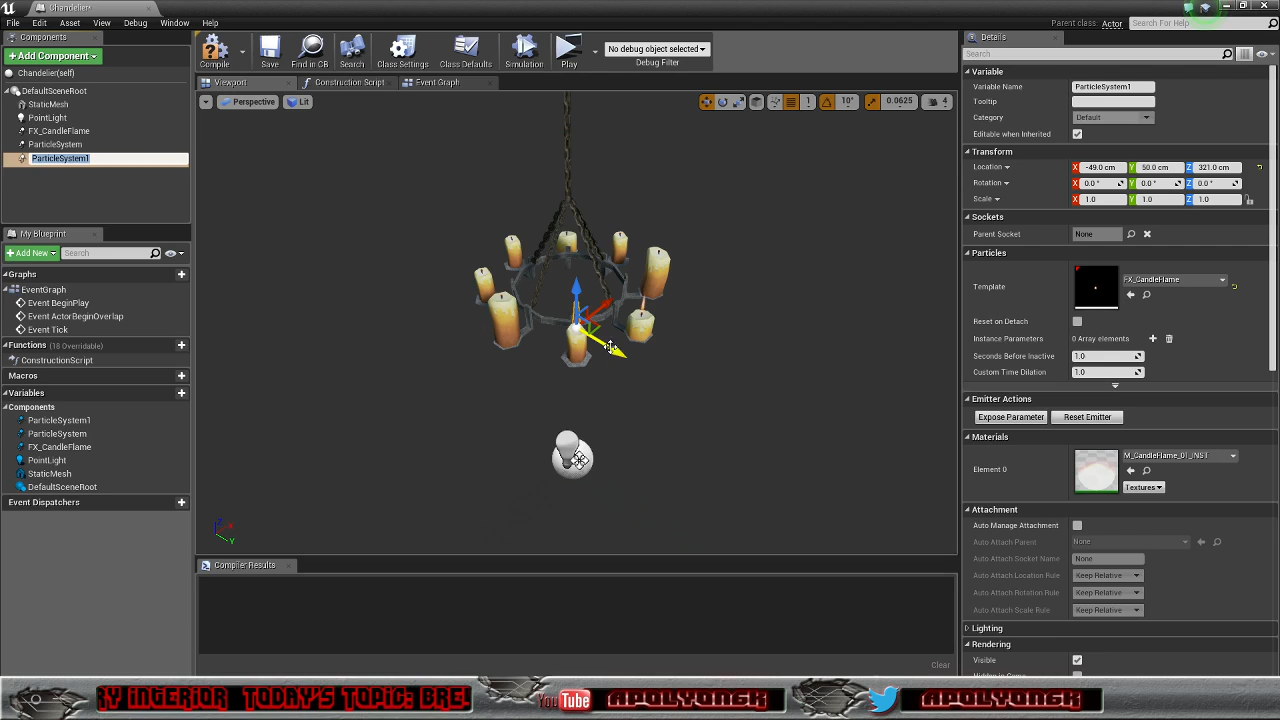 Chandelier*
File Edit Asset View Debug Window Help
Parent class: Actor
Search For Help
Components
+ Add Component
Chandelier(self)
DefaultSceneRoot
StaticMesh
PointLight
FX_CandleFlame
ParticleSystem
ParticleSystem1
My Blueprint
+ Add New
Search
Graphs
EventGraph
Event BeginPlay
Event ActorBeginOverlap
Event Tick
Functions (18 Overridable)
ConstructionScript
Macros
Variables
Components
ParticleSystem1
ParticleSystem
FX_CandleFlame
PointLight
StaticMesh
DefaultSceneRoot
Event Dispatchers
Compile Save Find in CB Search Class Settings Class Defaults Simulation Play
No debug object selected
Debug Filter
Viewport Construction Script Event Graph
Perspective Lit
1 10° 0.0625 4
Z X Y
Compiler Results
Clear
Details
Search
Variable
Variable Name ParticleSystem1
Tooltip
Category Default
Editable when Inherited
Transform
Location X -49.0 cm Y 50.0 cm Z 321.0 cm
Rotation X 0.0 ° Y 0.0 ° Z 0.0 °
Scale X 1.0 Y 1.0 Z 1.0
Sockets
Parent Socket None
Particles
Template FX_CandleFlame
Reset on Detach
Instance Parameters 0 Array elements
Seconds Before Inactive 1.0
Custom Time Dilation 1.0
Emitter Actions
Expose Parameter Reset Emitter
Materials
Element 0 M_CandleFlame_01_INST
Textures
Attachment
Auto Manage Attachment
Auto Attach Parent None
Auto Attach Socket Name None
Auto Attach Location Rule Keep Relative
Auto Attach Rotation Rule Keep Relative
Auto Attach Scale Rule Keep Relative
Lighting
Rendering
Visible
Y INTERIOR TODAY'S TOPIC: BRE
YouTube APOLYONGK APOLYONGK